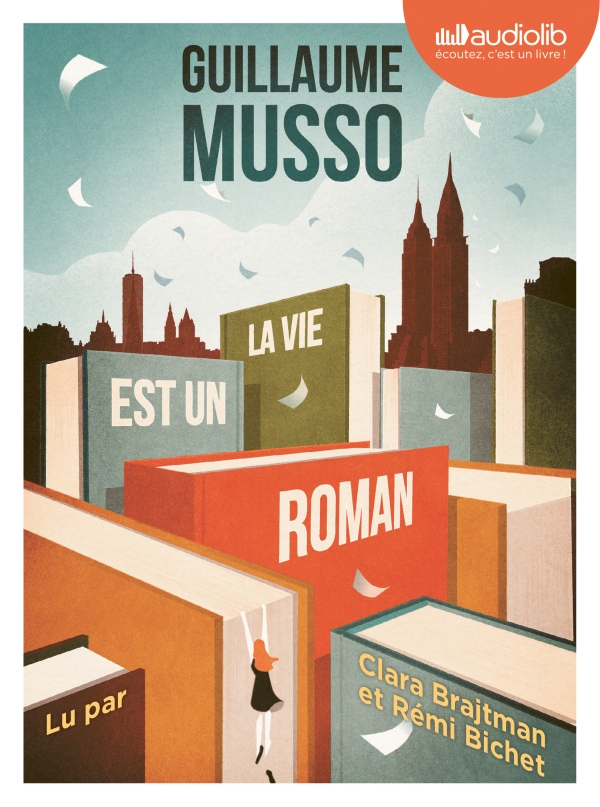 audiolib
écoutez, c'est un livre !
GUILLAUME
MUSSO
LA VIE
EST UN
ROMAN
Lu par
Clara Brajtman
et Rémi Bichet